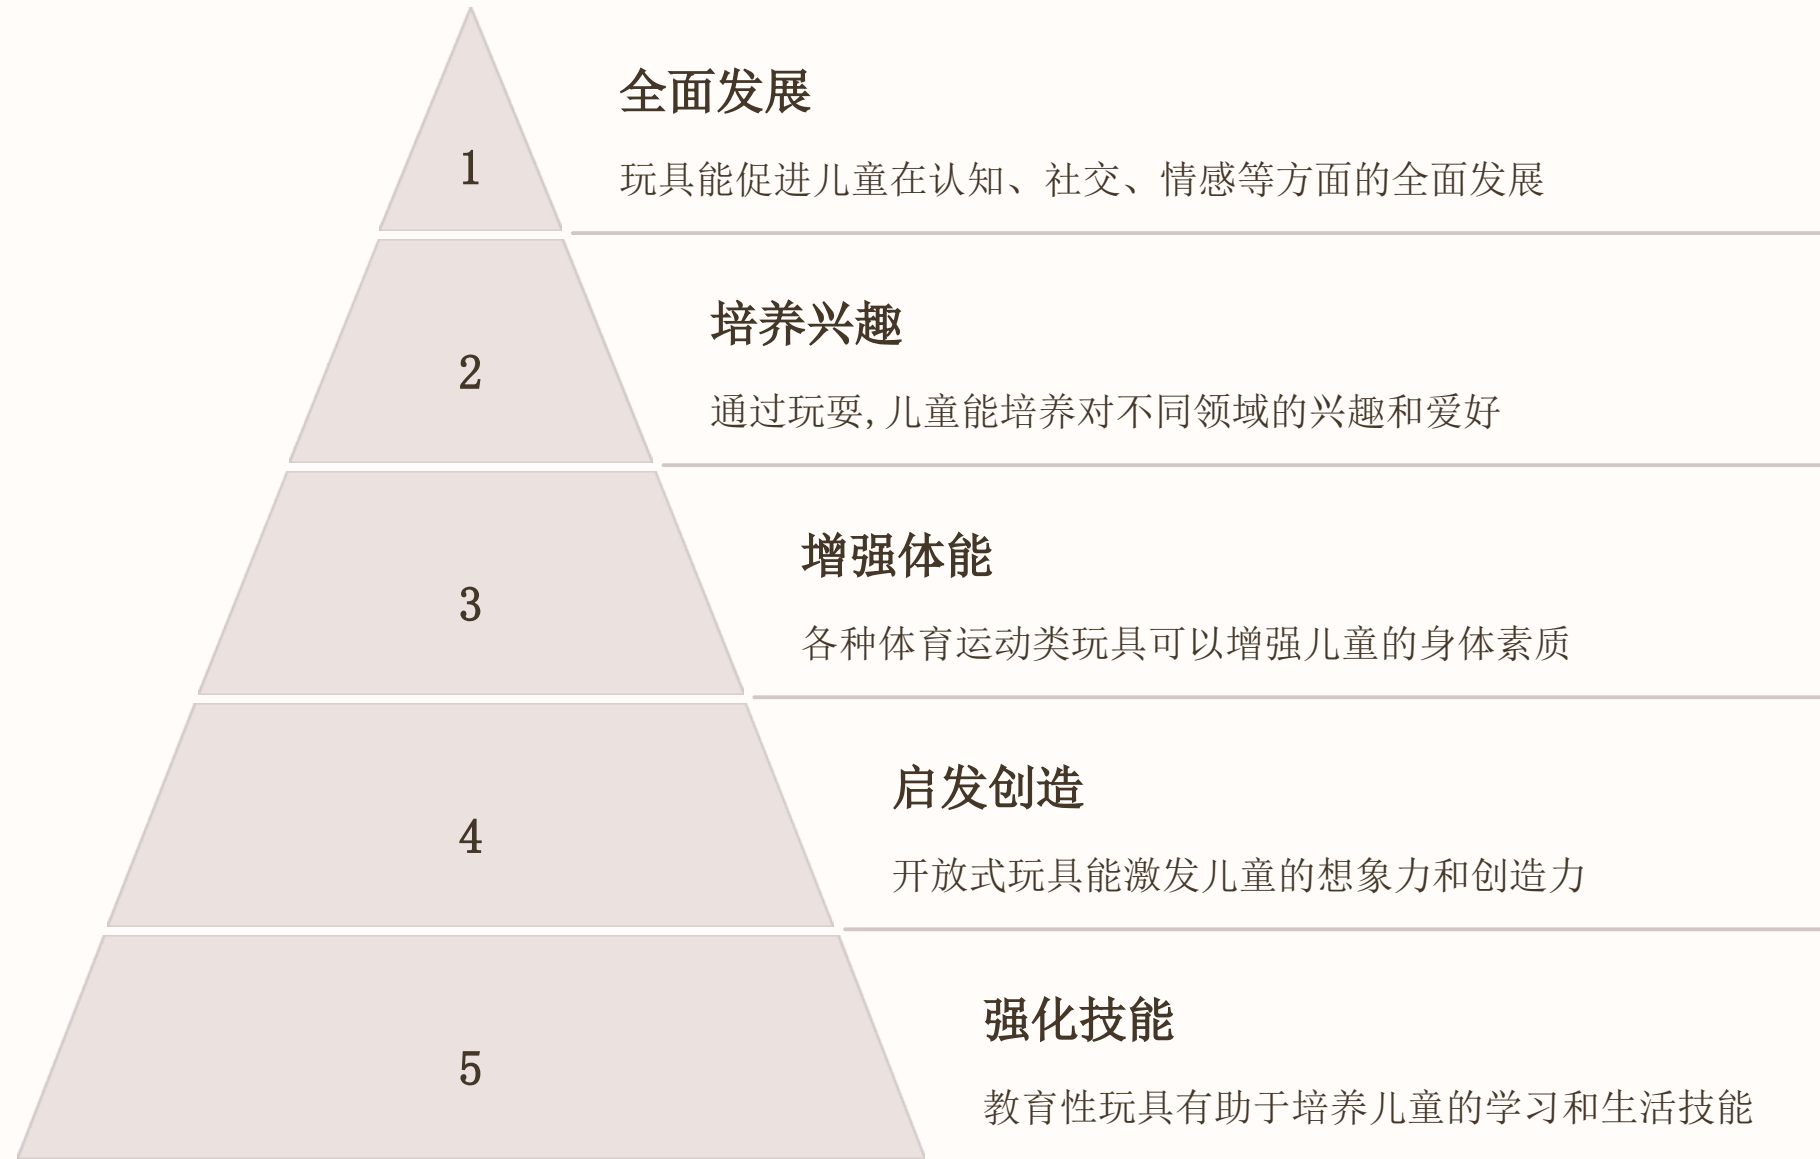 1
全面发展
玩具能促进儿童在认知、社交、情感等方面的全面发展
2
培养兴趣
通过玩耍,儿童能培养对不同领域的兴趣和爱好
3
增强体能
各种体育运动类玩具可以增强儿童的身体素质
4
启发创造
开放式玩具能激发儿童的想象力和创造力
5
强化技能
教育性玩具有助于培养儿童的学习和生活技能